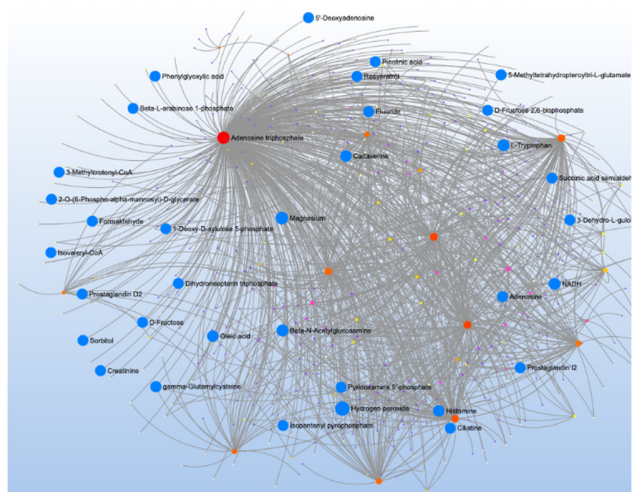 5'-Deoxyadenosine
Picolinic acid
Phenylglyoxylic acid
Resveratrol
5-Methyltetrahydropteroyltri-L-glutamate
Beta-L-arabinose 1-phosphate
Fluoride
D-Fructose 2,6-bisphosphate
Adenosine triphosphate
L-Tryptophan
Cadaverine
3-Methylcrotonyl-CoA
Succinic acid semialdeh
2-O-(6-Phospho-alpha-mannosyl)-D-glycerate
Formaldehyde
Magnesium
3-Dehydro-L-gulo
1-Deoxy-D-xylulose 5-phosphate
Isovaleryl-CoA
Dihydroneopterin triphosphate
NADH
Prostaglandin D2
Adenosine
D-Fructose
Beta-N-Acetylglucosamine
Oleic acid
Sorbitol
Prostaglandin I2
Creatinine
gamma-Glutamylcysteine
Pyridoxamine 5'-phosphate
Hydrogen peroxide
Histamine
Isopentenyl pyrophosphate
Ciliatine